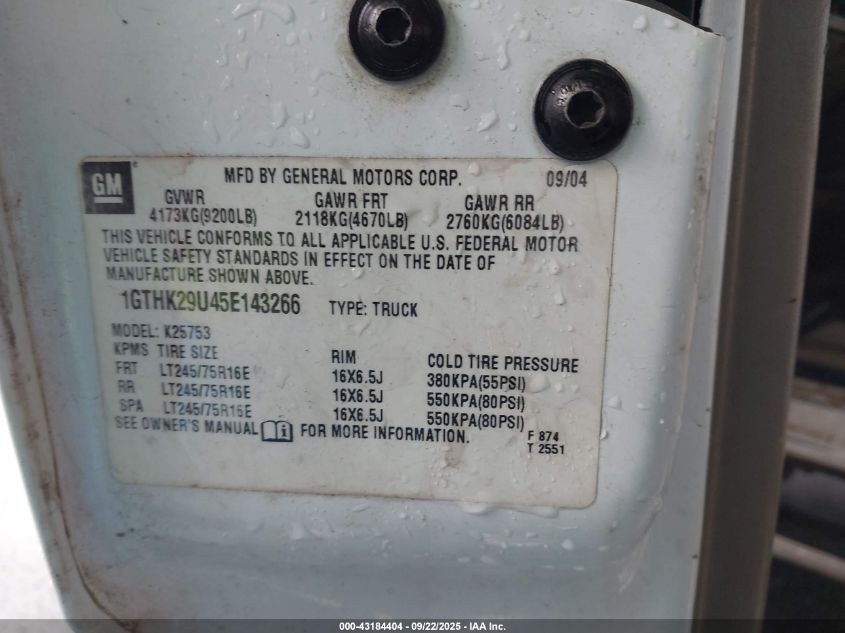 GM
MFD BY GENERAL MOTORS CORP. 09/04
GVWR GAWR FRT GAWR RR
4173KG(9200LB) 2118KG(4670LB) 2760KG(6084LB)
THIS VEHICLE CONFORMS TO ALL APPLICABLE U.S. FEDERAL MOTOR
VEHICLE SAFETY STANDARDS IN EFFECT ON THE DATE OF
MANUFACTURE SHOWN ABOVE.
1GTHK29U45E143266 TYPE: TRUCK
MODEL: K25753
KPMS TIRE SIZE RIM COLD TIRE PRESSURE
FRT LT245/75R16E 16X6.5J 380KPA(55PSI)
RR LT245/75R16E 16X6.5J 550KPA(80PSI)
SPA LT245/75R16E 16X6.5J 550KPA(80PSI)
SEE OWNER'S MANUAL i FOR MORE INFORMATION.
F 874
T 2551
000-43184404 - 09/22/2025 - IAA Inc.